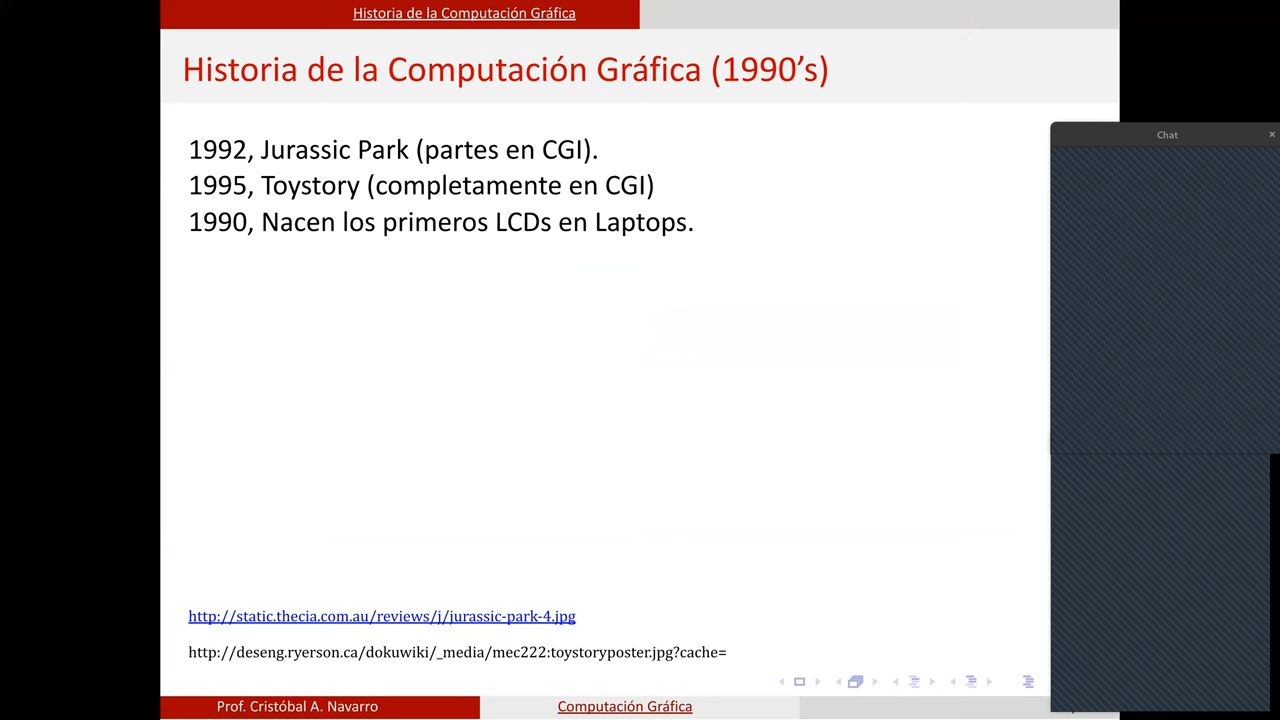 Historia de la Computación Gráfica
Historia de la Computación Gráfica (1990’s)
1992, Jurassic Park (partes en CGI).
1995, Toystory (completamente en CGI)
1990, Nacen los primeros LCDs en Laptops.
Chat
http://static.thecia.com.au/reviews/j/jurassic-park-4.jpg
http://deseng.ryerson.ca/dokuwiki/_media/mec222:toystoryposter.jpg?cache=
Prof. Cristóbal A. Navarro
Computación Gráfica